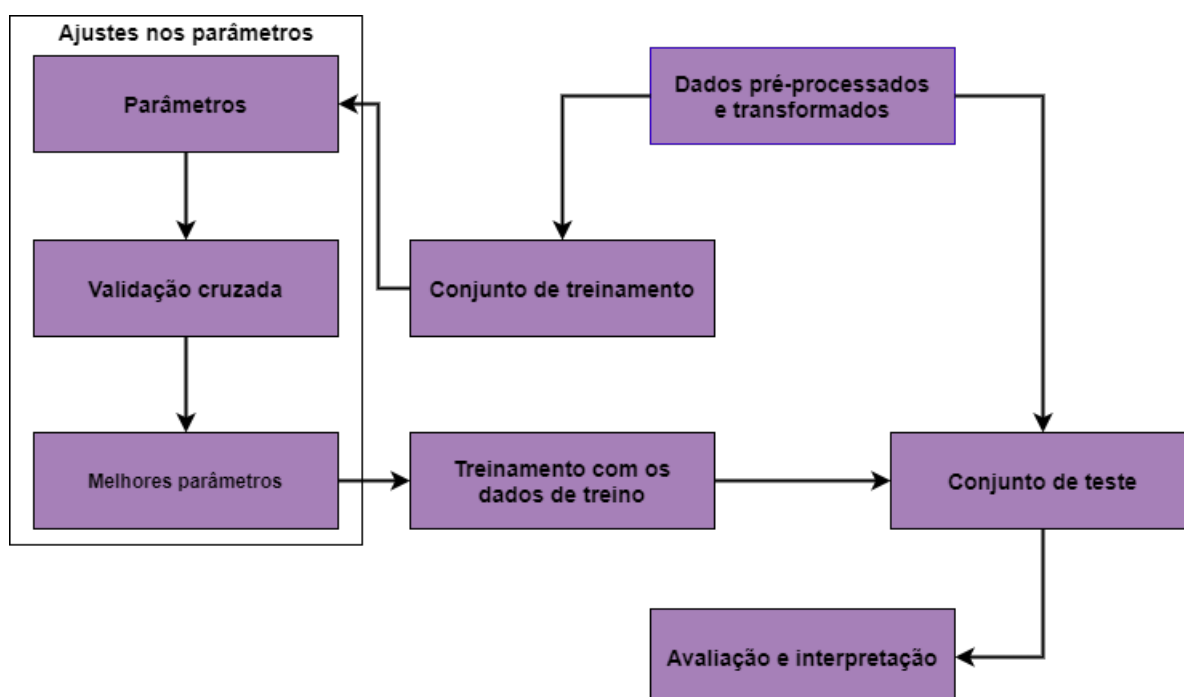 Ajustes nos parâmetros
Parâmetros
Dados pré-processados
e transformados
Validação cruzada
Conjunto de treinamento
Melhores parâmetros
Treinamento com os
dados de treino
Conjunto de teste
Avaliação e interpretação